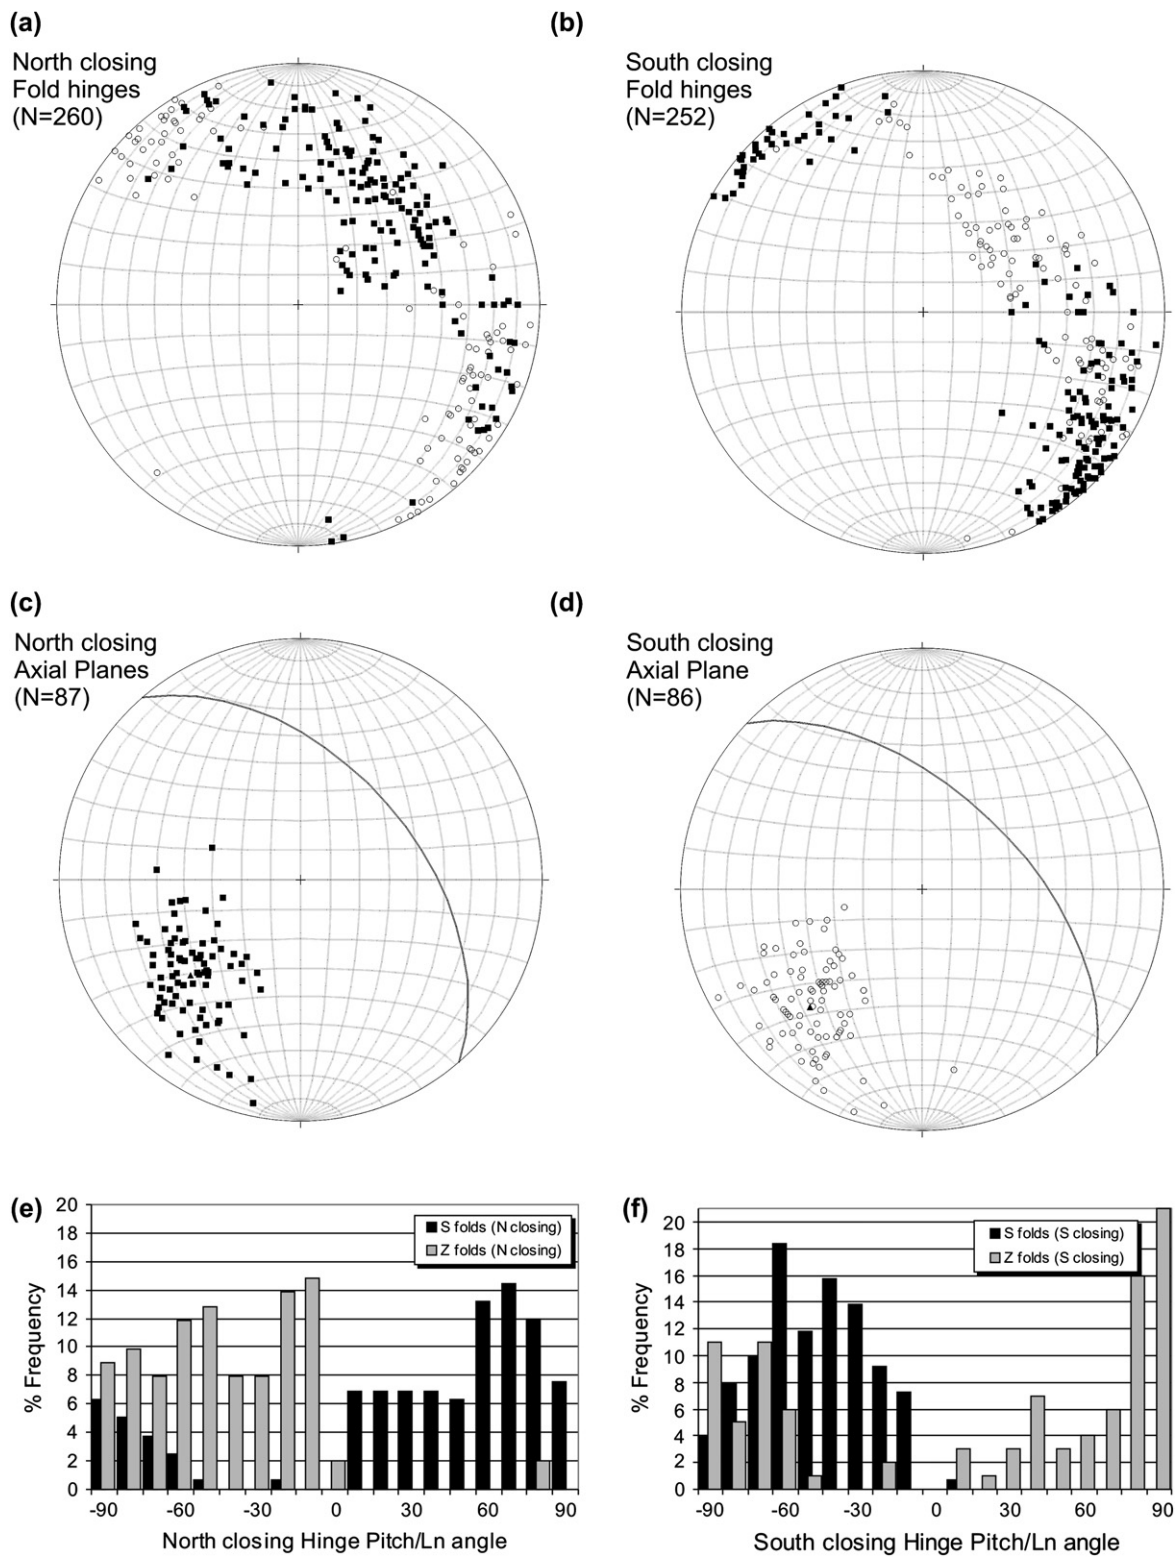 (a)
North closing
Fold hinges
(N=260)
(b)
South closing
Fold hinges
(N=252)
(c)
North closing
Axial Planes
(N=87)
(d)
South closing
Axial Plane
(N=86)
(e)
% Frequency
20
18
16
14
12
10
8
6
4
2
0
S folds (N closing)
Z folds (N closing)
-90 -60 -30 0 30 60 90
North closing Hinge Pitch/Ln angle
(f)
% Frequency
20
18
16
14
12
10
8
6
4
2
0
S folds (S closing)
Z folds (S closing)
-90 -60 -30 0 30 60 90
South closing Hinge Pitch/Ln angle